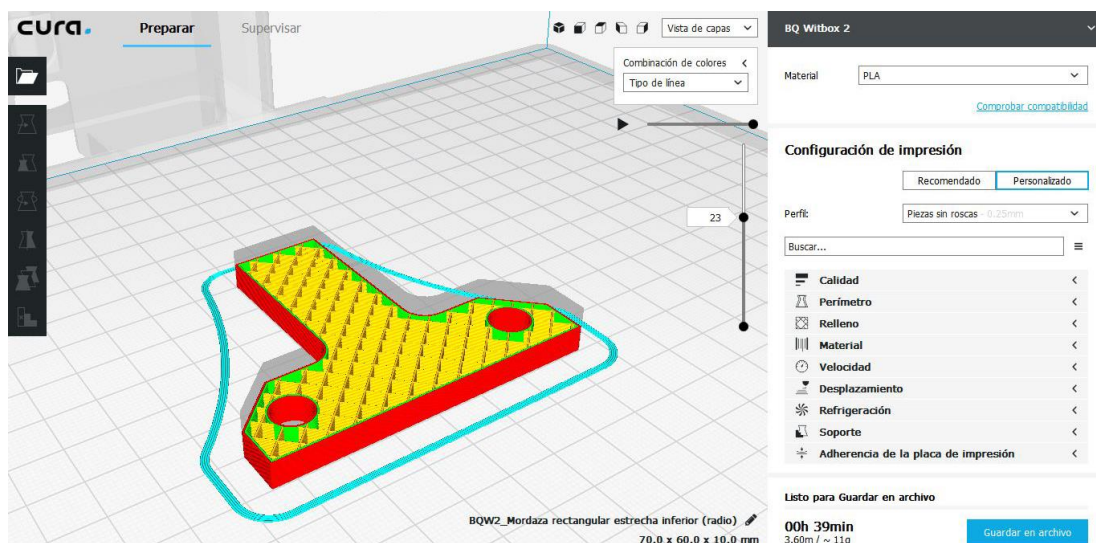 cura.
Preparar
Supervisar
Vista de capas
BQ Witbox 2
Combinación de colores
Tipo de línea
Material
PLA
Comprobar compatibilidad
Configuración de impresión
Recomendado
Personalizado
Perfil:
Piezas sin roscas - 0.25mm
23
Buscar...
Calidad
Perímetro
Relleno
Material
Velocidad
Desplazamiento
Refrigeración
Soporte
Adherencia de la placa de impresión
Listo para Guardar en archivo
BQW2_Mordaza rectangular estrecha inferior (radio)
70.0 x 60.0 x 10.0 mm
00h 39min
3.60m / ~ 11g
Guardar en archivo